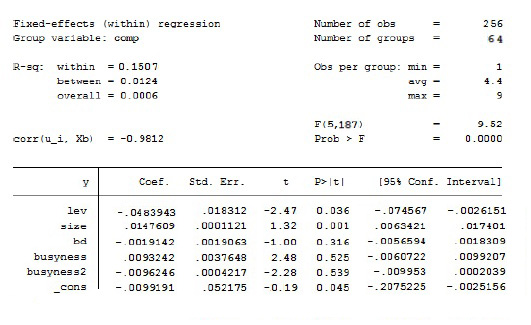 Fixed-effects (within) regression Number of obs = 256
Group variable: comp Number of groups = 64
R-sq: within = 0.1507 Obs per group: min = 1
between = 0.0124 avg = 4.4
overall = 0.0006 max = 9
F(5,187) = 9.52
corr(u_i, Xb) = -0.9812 Prob > F = 0.0000
y Coef. Std. Err. t P>|t| [95% Conf. Interval]
lev -.0483943 .018312 -2.47 0.036 -.074567 -.0026151
size .0147609 .0001121 1.32 0.001 .0063421 .017401
bd -.0019142 .0019063 -1.00 0.316 -.0056594 .0018309
busyness .0093242 .0037648 2.48 0.525 -.0060722 .0099207
busyness2 -.0096246 .0004217 -2.28 0.539 -.009953 .0002039
_cons -.0099191 .052175 -0.19 0.045 -.2075225 -.0025156